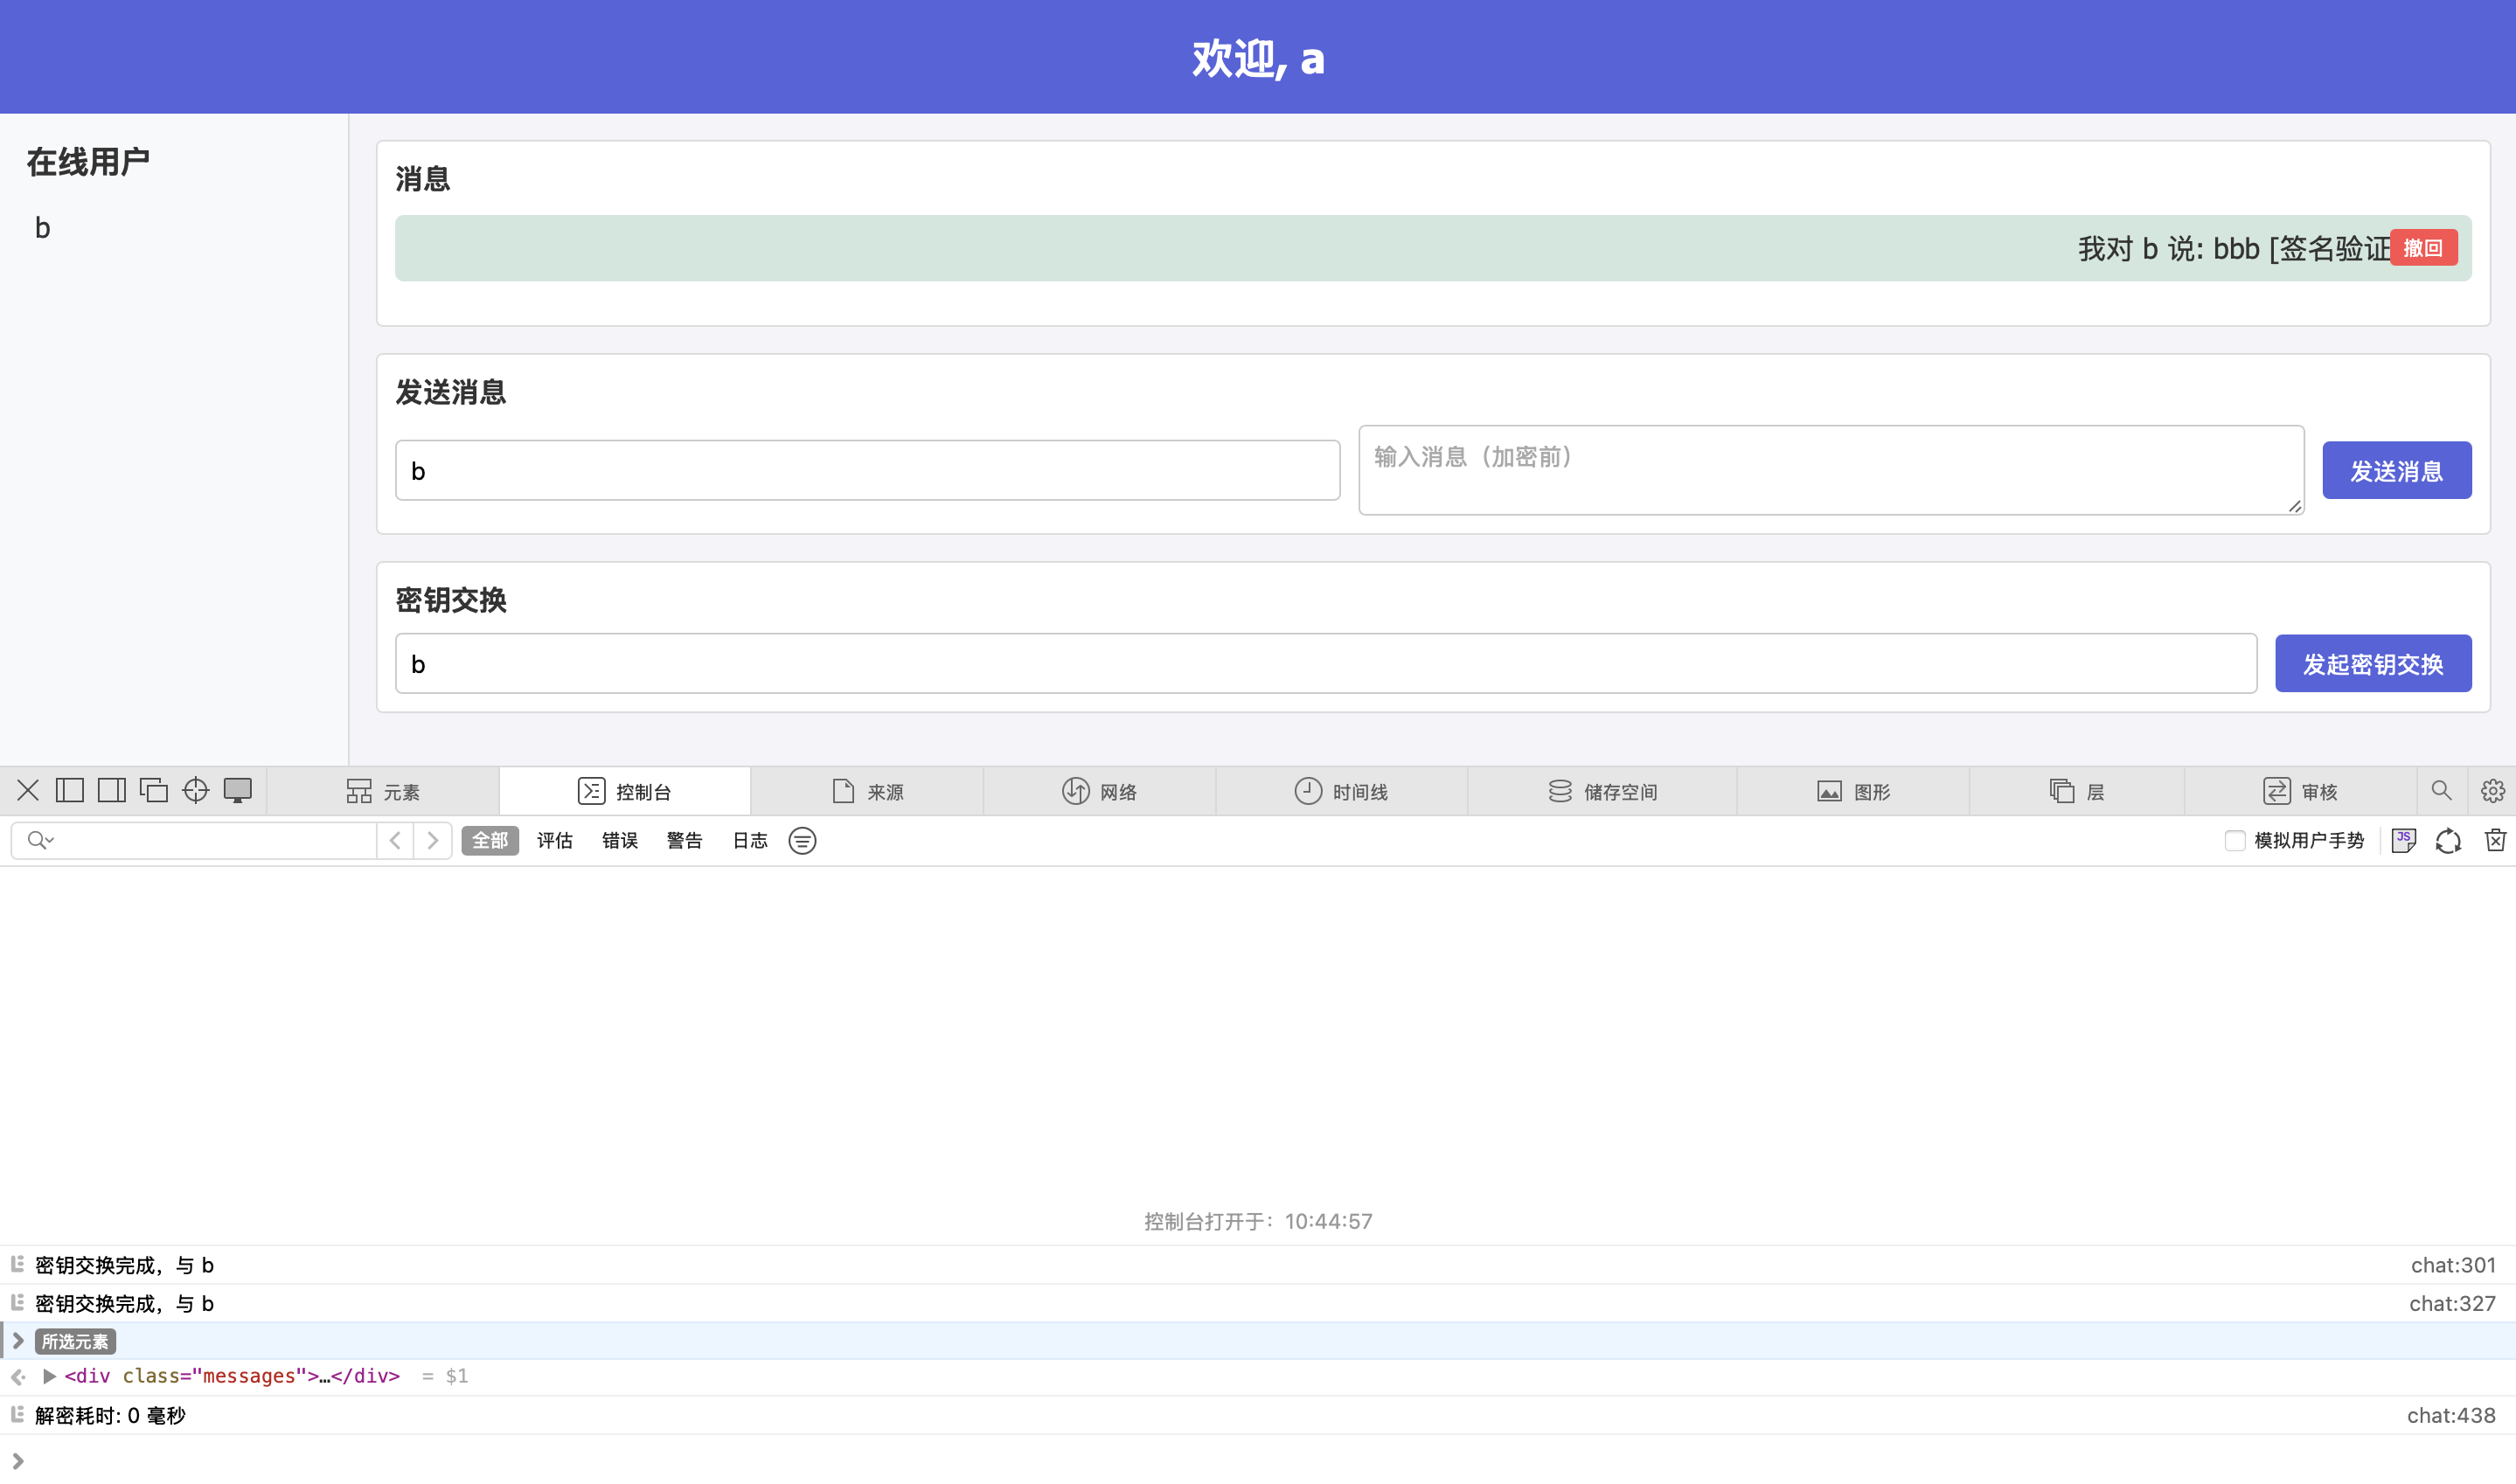 欢迎, a
在线用户
b
消息
我对 b 说: bbb [签名验证
撤回
发送消息
b
输入消息（加密前）
发送消息
密钥交换
b
发起密钥交换
元素
控制台
来源
网络
时间线
储存空间
图形
层
审核
全部
评估
错误
警告
日志
模拟用户手势
JS
控制台打开于：10:44:57
密钥交换完成，与 b
chat:301
密钥交换完成，与 b
chat:327
所选元素
<div class="messages">…</div> = $1
解密耗时: 0 毫秒
chat:438